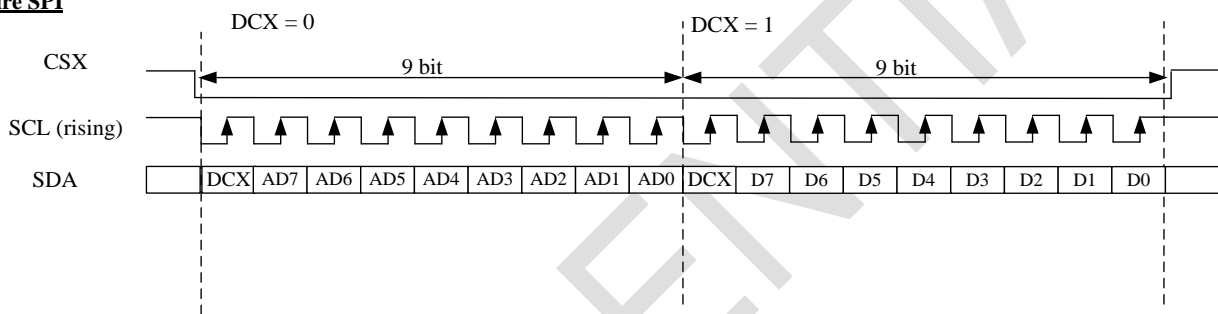 re SPI
DCX = 0 DCX = 1
CSX 9 bit 9 bit
SCL (rising)
SDA DCX AD7 AD6 AD5 AD4 AD3 AD2 AD1 AD0 DCX D7 D6 D5 D4 D3 D2 D1 D0
ENTIA